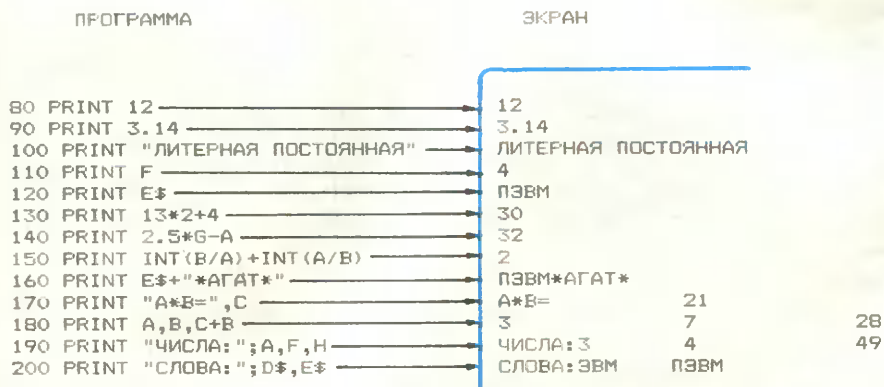 ПРОГРАММА ЭКРАН
80 PRINT 12 12
90 PRINT 3.14 3.14
100 PRINT "ЛИТЕРНАЯ ПОСТОЯННАЯ" ЛИТЕРНАЯ ПОСТОЯННАЯ
110 PRINT F 4
120 PRINT E$ ПЭВМ
130 PRINT 13*2+4 30
140 PRINT 2.5*G-A 32
150 PRINT INT(B/A)+INT(A/B) 2
160 PRINT E$+"*АГАТ*" ПЭВМ*АГАТ*
170 PRINT "A*B=",C A*B= 21
180 PRINT A,B,C+B 3 7 28
190 PRINT "ЧИСЛА:";A,F,H ЧИСЛА:3 4 49
200 PRINT "СЛОВА:";D$,E$ СЛОВА:ЭВМ ПЭВМ